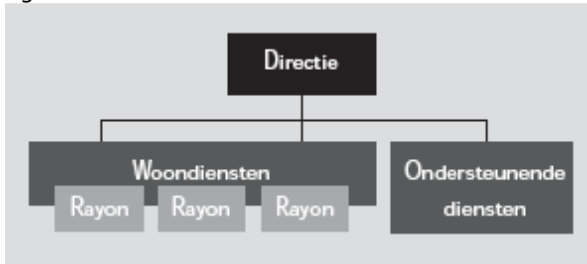 Directie
Woondiensten
Rayon Rayon Rayon
Ondersteunende
diensten